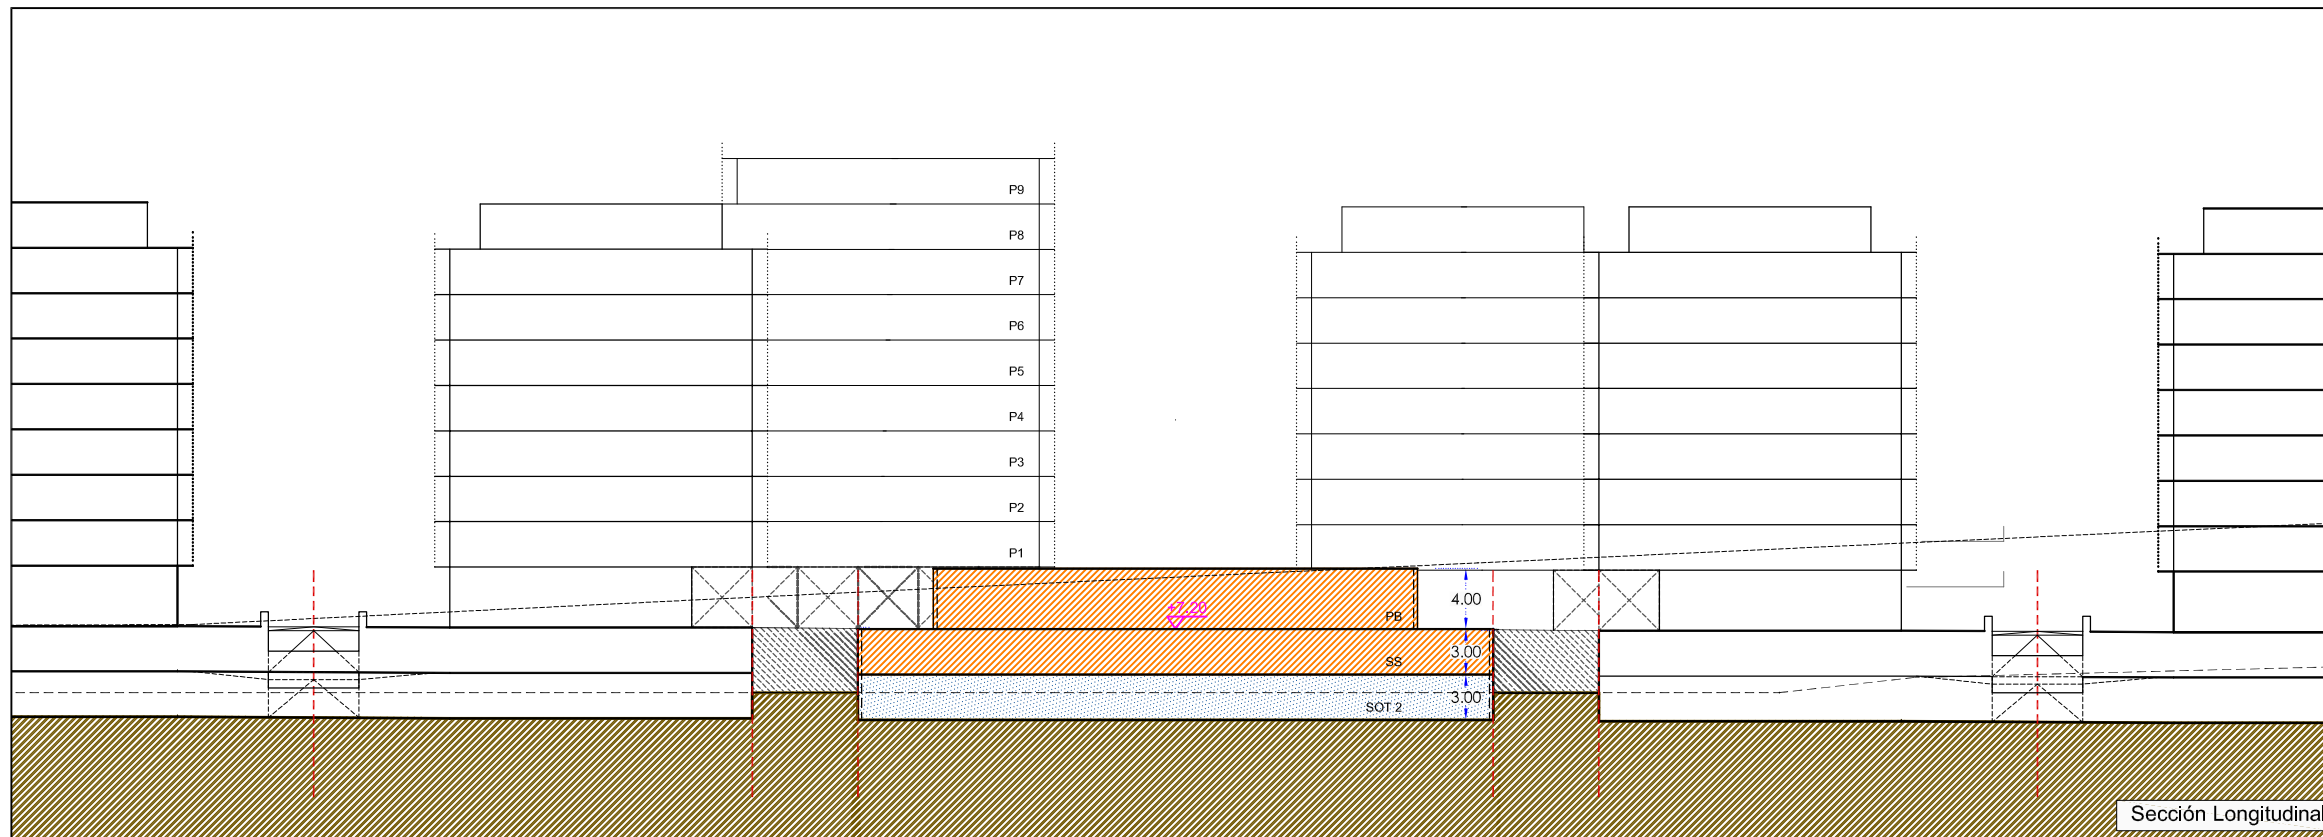 P9
P8
P7
P6
P5
P4
P3
P2
P1
4.00
+7.20
PB
3.00
SS
3.00
SOT 2
Sección Longitudinal